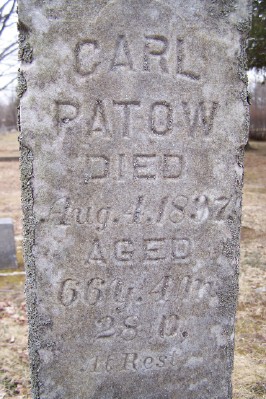 CARL
PATOW
DIED
Aug. 4. 1897.
AGED
66 y. 4 m.
28 D.
At Rest